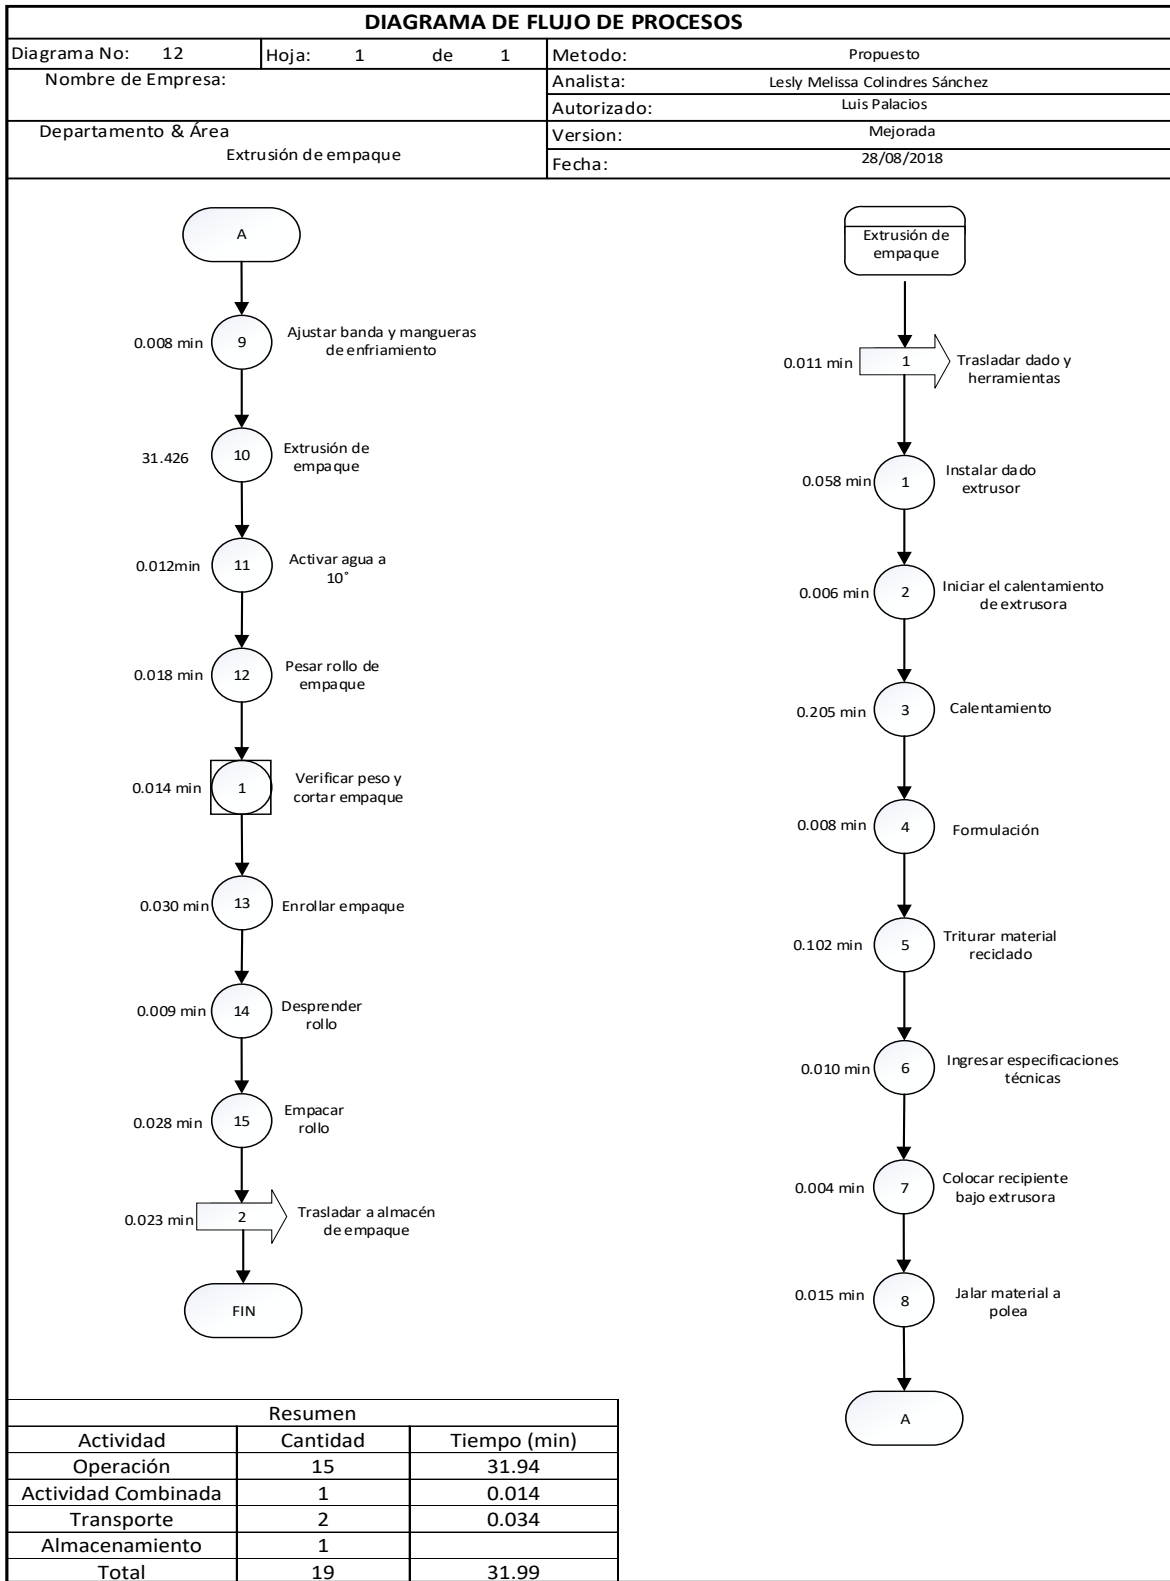 DIAGRAMA DE FLUJO DE PROCESOS
Diagrama No: 12 Hoja: 1 de 1 Metodo: Propuesto
Nombre de Empresa:
Analista: Lesly Melissa Colindres Sánchez
Autorizado: Luis Palacios
Departamento & Área
Extrusión de empaque
Version: Mejorada
Fecha: 28/08/2018
A
0.008 min 9 Ajustar banda y mangueras
de enfriamiento
31.426 10 Extrusión de
empaque
0.012min 11 Activar agua a
10°
0.018 min 12 Pesar rollo de
empaque
0.014 min 1 Verificar peso y
cortar empaque
0.030 min 13 Enrollar empaque
0.009 min 14 Desprender
rollo
0.028 min 15 Empacar
rollo
0.023 min 2 Trasladar a almacén
de empaque
FIN
Extrusión de
empaque
0.011 min 1 Trasladar dado y
herramientas
0.058 min 1 Instalar dado
extrusor
0.006 min 2 Iniciar el calentamiento
de extrusora
0.205 min 3 Calentamiento
0.008 min 4 Formulación
0.102 min 5 Triturar material
reciclado
0.010 min 6 Ingresar especificaciones
técnicas
0.004 min 7 Colocar recipiente
bajo extrusora
0.015 min 8 Jalar material a
polea
A
Resumen
Actividad Cantidad Tiempo (min)
Operación 15 31.94
Actividad Combinada 1 0.014
Transporte 2 0.034
Almacenamiento 1
Total 19 31.99